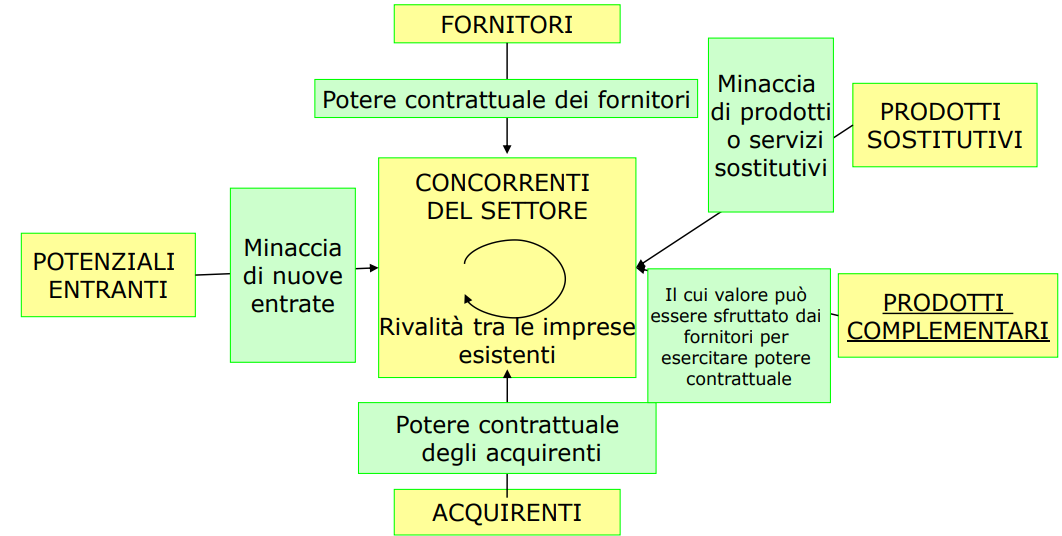 FORNITORI
Potere contrattuale dei fornitori
Minaccia
di prodotti
o servizi
sostitutivi
PRODOTTI
SOSTITUTIVI
CONCORRENTI
DEL SETTORE
Rivalità tra le imprese
esistenti
POTENZIALI
ENTRANTI
Minaccia
di nuove
entrate
Il cui valore può
essere sfruttato dai
fornitori per
esercitare potere
contrattuale
PRODOTTI
COMPLEMENTARI
Potere contrattuale
degli acquirenti
ACQUIRENTI